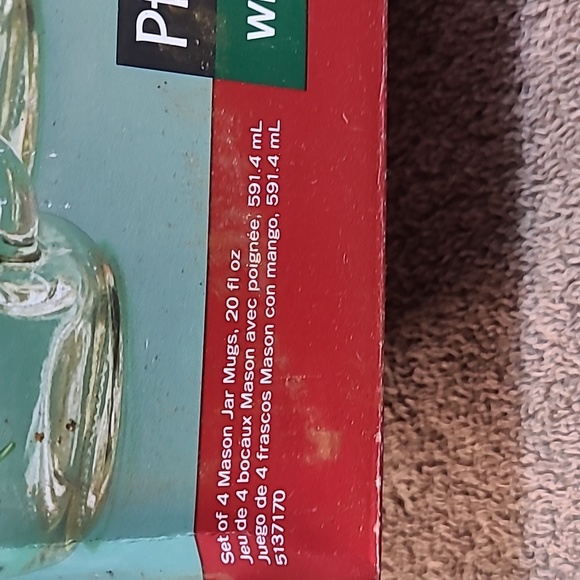 Set of 4 Mason Jar Mugs, 20 fl oz
Jeu de 4 bocaux Mason avec poignée, 591.4 mL
Juego de 4 frascos Mason con mango, 591.4 mL
5137170